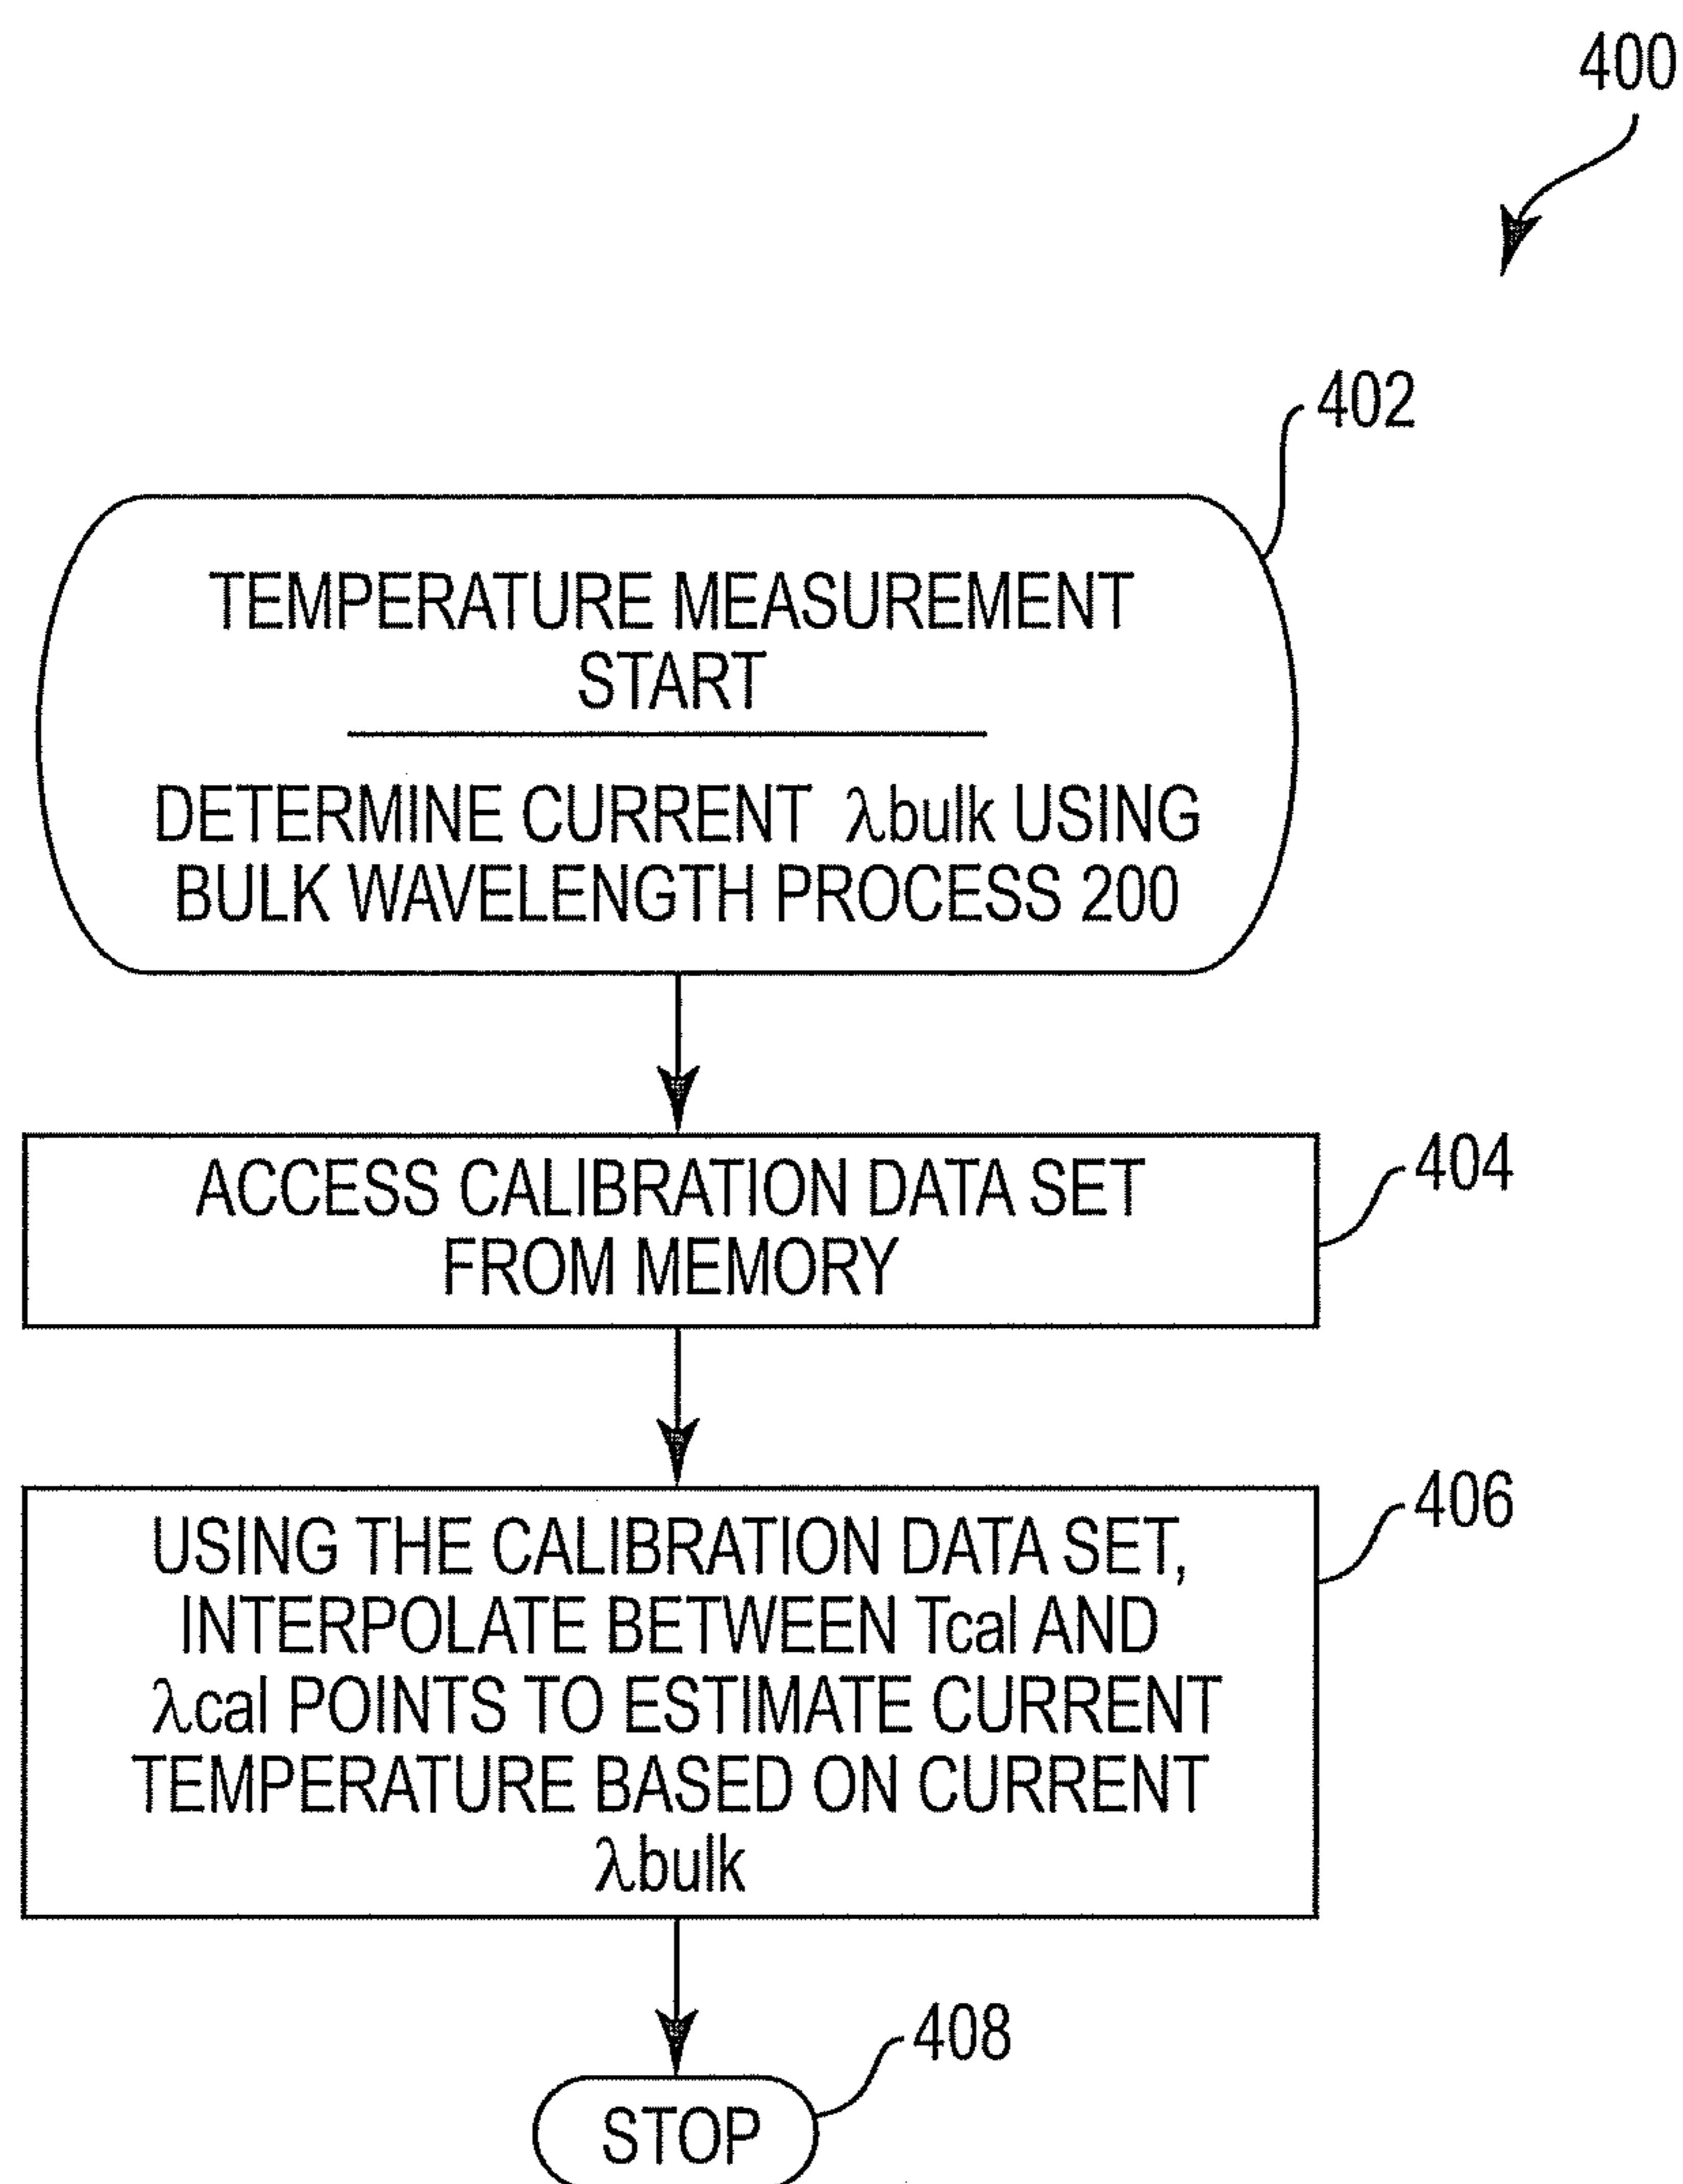 400
402
TEMPERATURE MEASUREMENT
START
DETERMINE CURRENT λbulk USING
BULK WAVELENGTH PROCESS 200
404
ACCESS CALIBRATION DATA SET
FROM MEMORY
406
USING THE CALIBRATION DATA SET,
INTERPOLATE BETWEEN Tcal AND
λcal POINTS TO ESTIMATE CURRENT
TEMPERATURE BASED ON CURRENT
λbulk
408
STOP